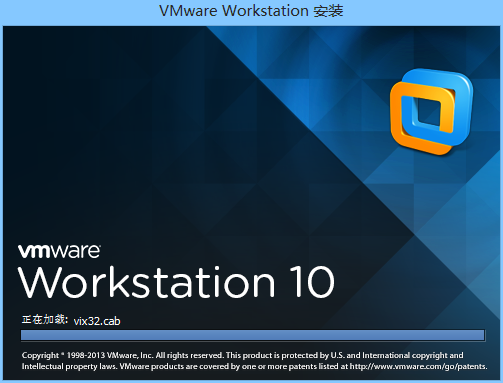 VMware Workstation 安装
vmware
Workstation 10
正在加载: vix32.cab
Copyright © 1998-2013 VMware, Inc. All rights reserved. This product is protected by U.S. and International copyright and
Intellectual property laws. VMware products are covered by one or more patents listed at http://www.vmware.com/go/patents.